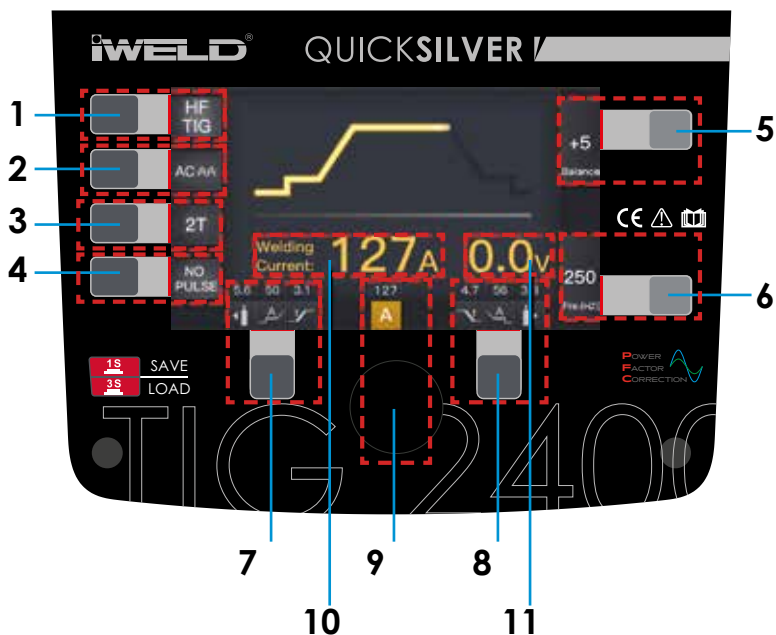 iWELD®
QUICKSILVER
1
HF
TIG
2
AC
3
2T
4
NO
PULSE
+5
Balance
5
CE
250
6
Welding
Current:
127A
0.0V
5.6 50 3.1
127
4.7 56
A
1S SAVE
3S LOAD
POWER
FACTOR
CORRECTION
TIG 2400
7
9
8
10
11